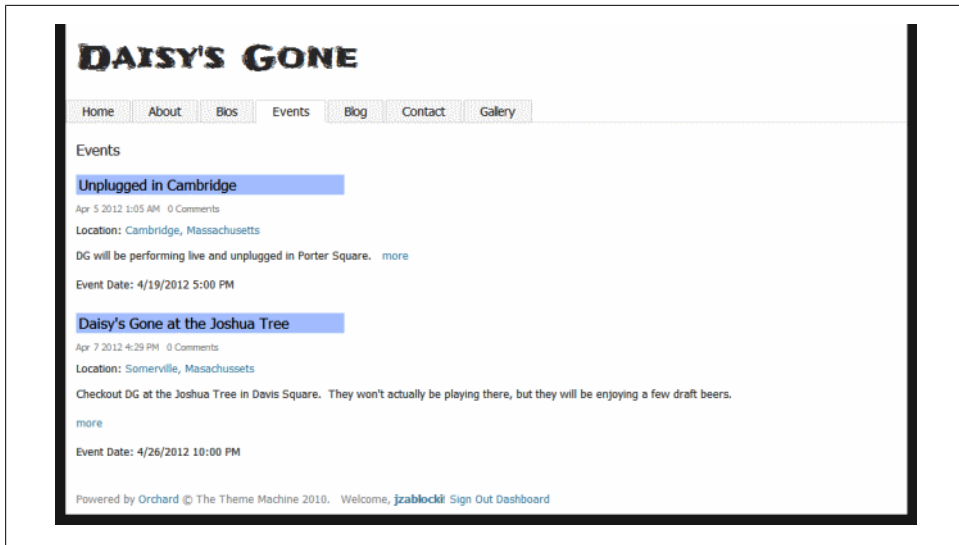 DAISY'S GONE
Home About Bios Events Blog Contact Gallery
Events
Unplugged in Cambridge
Apr 5 2012 1:05 AM 0 Comments
Location: Cambridge, Massachusetts
DG will be performing live and unplugged in Porter Square. more
Event Date: 4/19/2012 5:00 PM
Daisy's Gone at the Joshua Tree
Apr 7 2012 4:29 PM 0 Comments
Location: Somerville, Masachussets
Checkout DG at the Joshua Tree in Davis Square. They won't actually be playing there, but they will be enjoying a few draft beers.
more
Event Date: 4/26/2012 10:00 PM
Powered by Orchard © The Theme Machine 2010. Welcome, jzablocki! Sign Out Dashboard